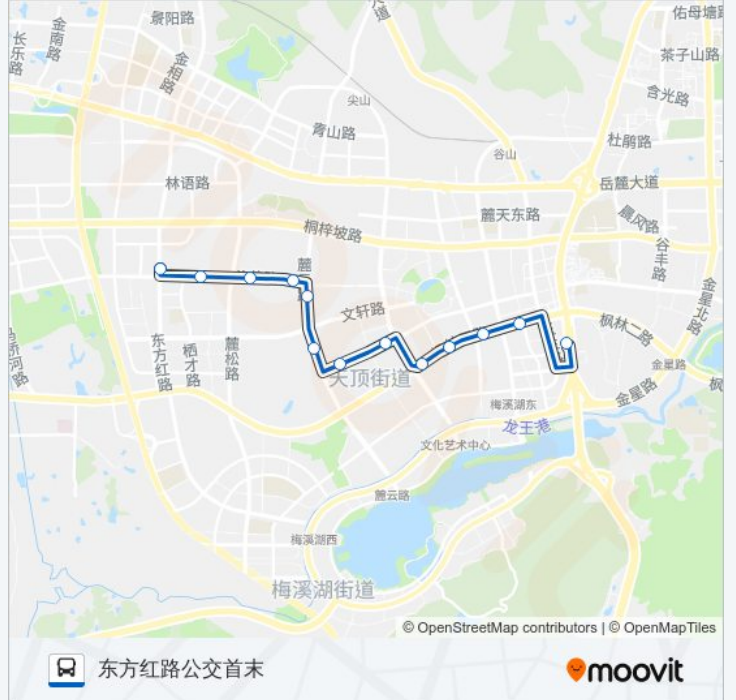 景阳路
大道
佑母塘路
金南路
长乐路
茶子山路
金相路
含光路
尖山
青山路
杜鹃路
谷山
林语路
岳麓大道
麓天东路
晨风路
桐梓坡路
谷丰路
麓
金星北路
文轩路
枫林二路
东方红路
栖才路
麓松路
金星路
枫
天顶街道
金星路
梅溪湖东
龙王港
文化艺术中心
麓云路
梅溪湖西
梅溪湖街道
© OpenStreetMap contributors | © OpenMapTiles
东方红路公交首末
moovit